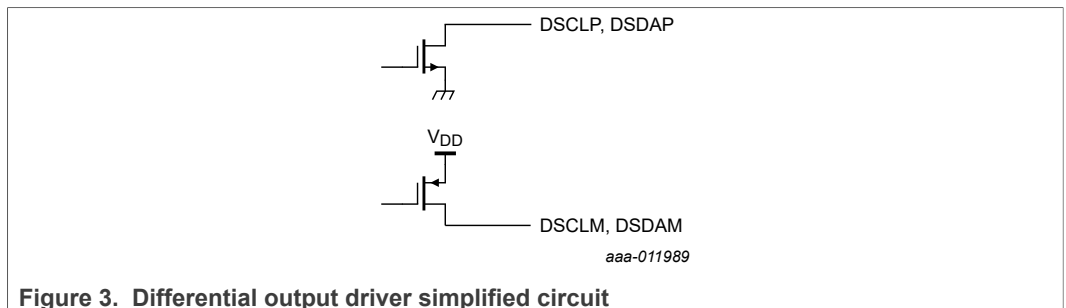 DSCLP, DSDAP
VDD
DSCLM, DSDAM
aaa-011989
Figure 3. Differential output driver simplified circuit